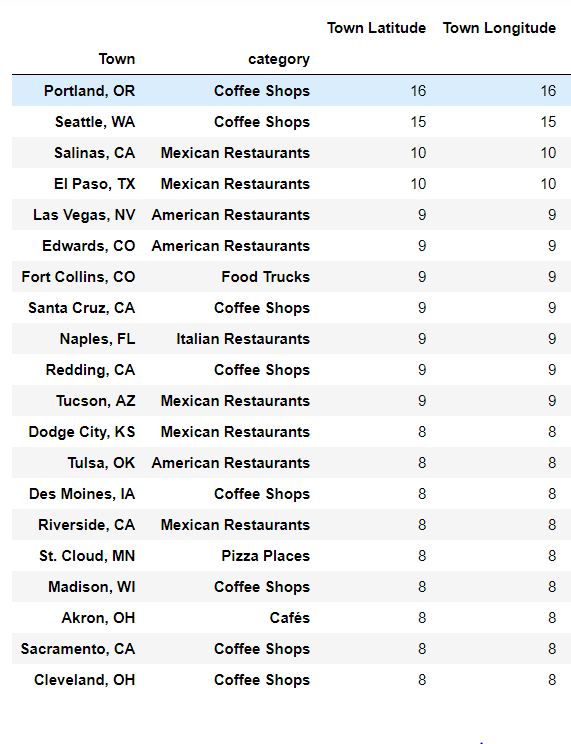 Town Latitude Town Longitude
Town category
Portland, OR Coffee Shops 16 16
Seattle, WA Coffee Shops 15 15
Salinas, CA Mexican Restaurants 10 10
El Paso, TX Mexican Restaurants 10 10
Las Vegas, NV American Restaurants 9 9
Edwards, CO American Restaurants 9 9
Fort Collins, CO Food Trucks 9 9
Santa Cruz, CA Coffee Shops 9 9
Naples, FL Italian Restaurants 9 9
Redding, CA Coffee Shops 9 9
Tucson, AZ Mexican Restaurants 9 9
Dodge City, KS Mexican Restaurants 8 8
Tulsa, OK American Restaurants 8 8
Des Moines, IA Coffee Shops 8 8
Riverside, CA Mexican Restaurants 8 8
St. Cloud, MN Pizza Places 8 8
Madison, WI Coffee Shops 8 8
Akron, OH Cafés 8 8
Sacramento, CA Coffee Shops 8 8
Cleveland, OH Coffee Shops 8 8